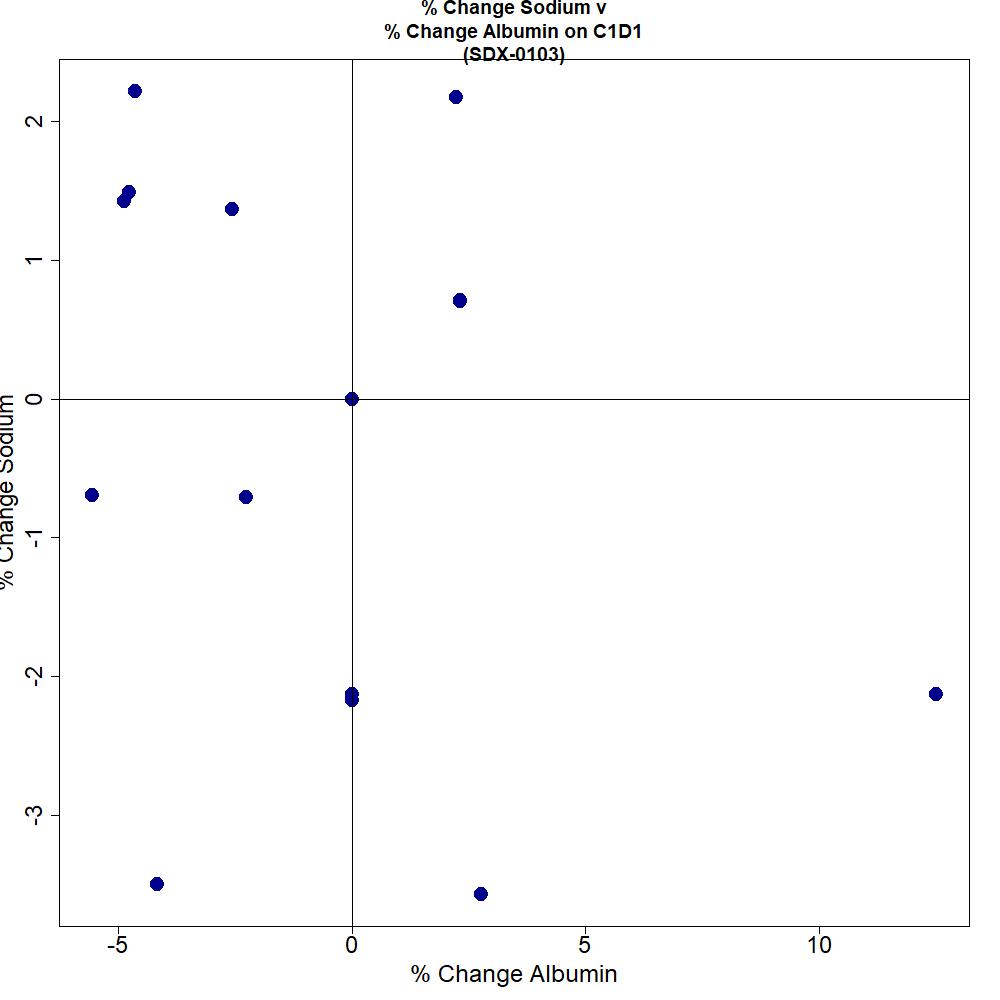 % Change Sodium v
% Change Albumin on C1D1
(SDX-0103)
% Change Sodium
2
1
0
-1
-2
-3
-5
0
5
10
% Change Albumin